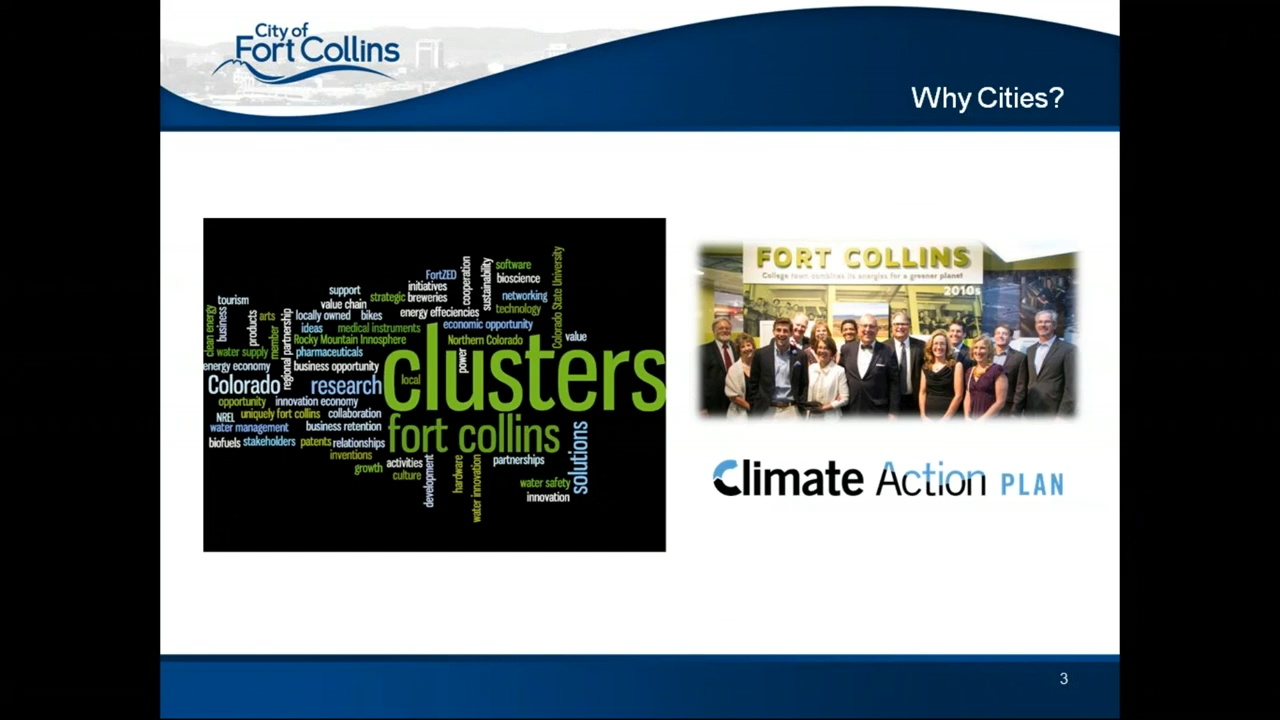 City of
Fort Collins
Why Cities?
FortZED
cooperation
sustainability
software
bioscience
Colorado State University
initiatives
support
strategic
breweries
networking
tourism
value chain
energy effeciencies
technology
clean energy
business
products
arts
member
regional partnership
locally owned
bikes
economic opportunity
ideas
medical instruments
value
Rocky Mountain Innosphere
Northern Colorado
water supply
pharmaceuticals
power
energy economy
business opportunity
clusters
Colorado
research
local
opportunity
innovation economy
NREL
uniquely fort collins
collaboration
fort collins
water management
business retention
solutions
biofuels
stakeholders
patents
relationships
inventions
partnerships
growth
activities
culture
development
hardware
water innovation
water safety
innovation
FORT COLLINS
College town combines its energies for a greener planet
2010s
Climate Action PLAN
3